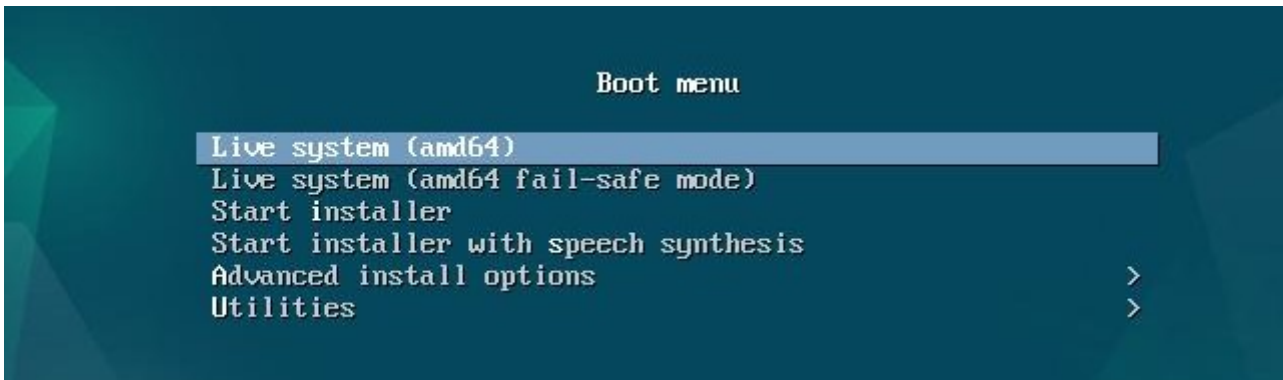 Boot menu
Live system (amd64)
Live system (amd64 fail-safe mode)
Start installer
Start installer with speech synthesis
Advanced install options >
Utilities >